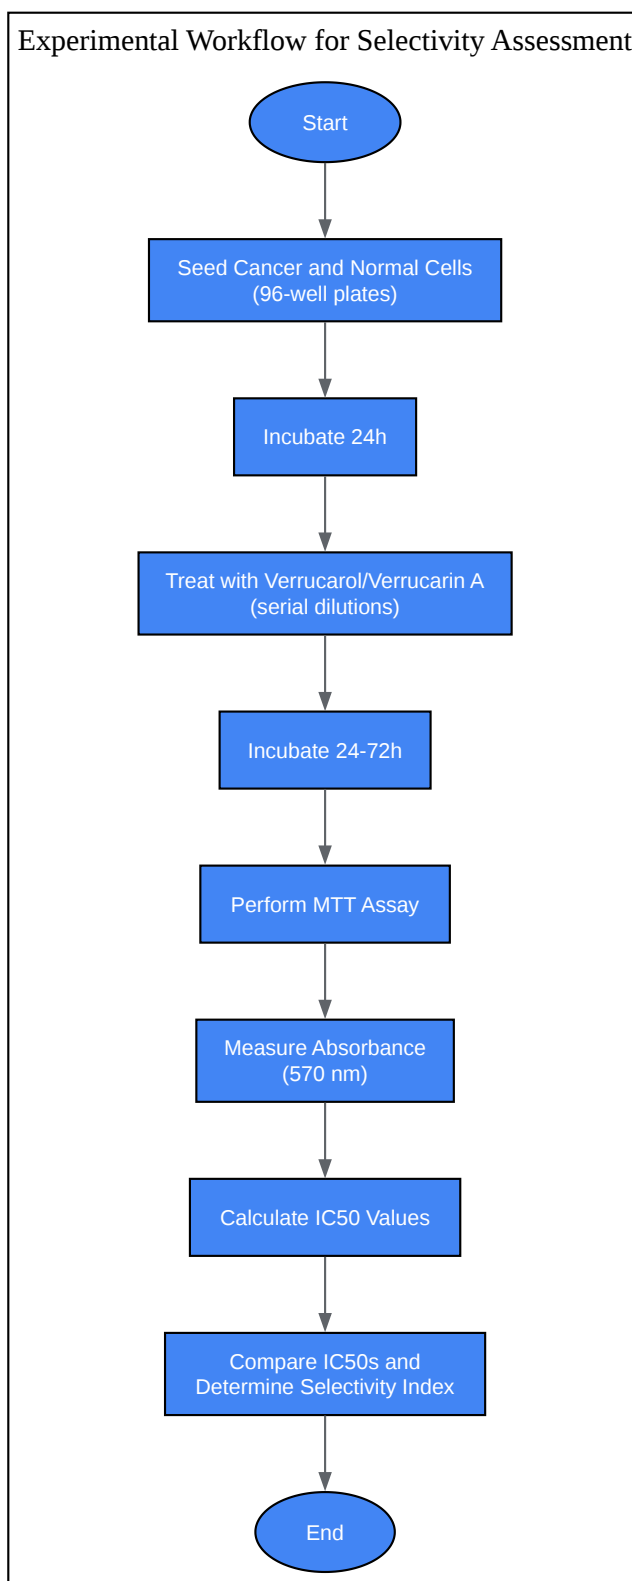 Experimental Workflow for Selectivity Assessment
Start
Seed Cancer and Normal Cells
(96-well plates)
Incubate 24h
Treat with Verrucarol/Verrucarin A
(serial dilutions)
Incubate 24-72h
Perform MTT Assay
Measure Absorbance
(570 nm)
Calculate IC50 Values
Compare IC50s and
Determine Selectivity Index
End